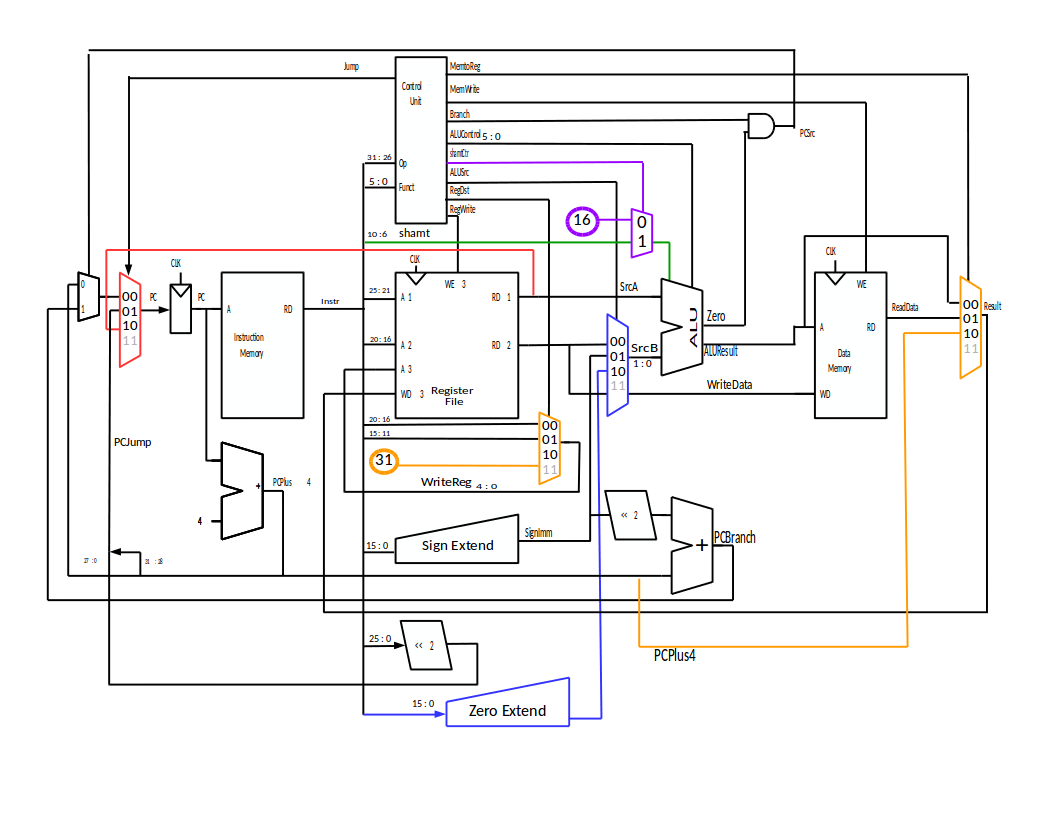 Jump
MemtoReg
Control
Unit
MemWrite
Branch
PCSrc
ALUControl 5 : 0
31 : 26
Op
shamtCtr
ALUSrc
5 : 0
Funct
RegDst
RegWrite
16
0
1
10 :6 shamt
CLK
CLK
CLK
0
1
00
01
10
11
PC
PC
A
RD
Instruction
Memory
Instr
25 : 21
A 1
WE 3
RD 1
20 : 16
A 2
RD 2
A 3
WD 3
Register
File
SrcA
00
01
10
11
SrcB
1 : 0
ALU
Zero
ALUResult
WriteData
WE
A
RD
Data
Memory
WD
ReadData
00
01
10
11
Result
20 : 16
15 : 11
31
00
01
10
11
WriteReg 4 : 0
PCJump
+
PCPlus 4
4
15 : 0
Sign Extend
SignImm
<< 2
+
PCBranch
27 : 0
31 : 28
25 : 0
<< 2
PCPlus4
15 : 0
Zero Extend